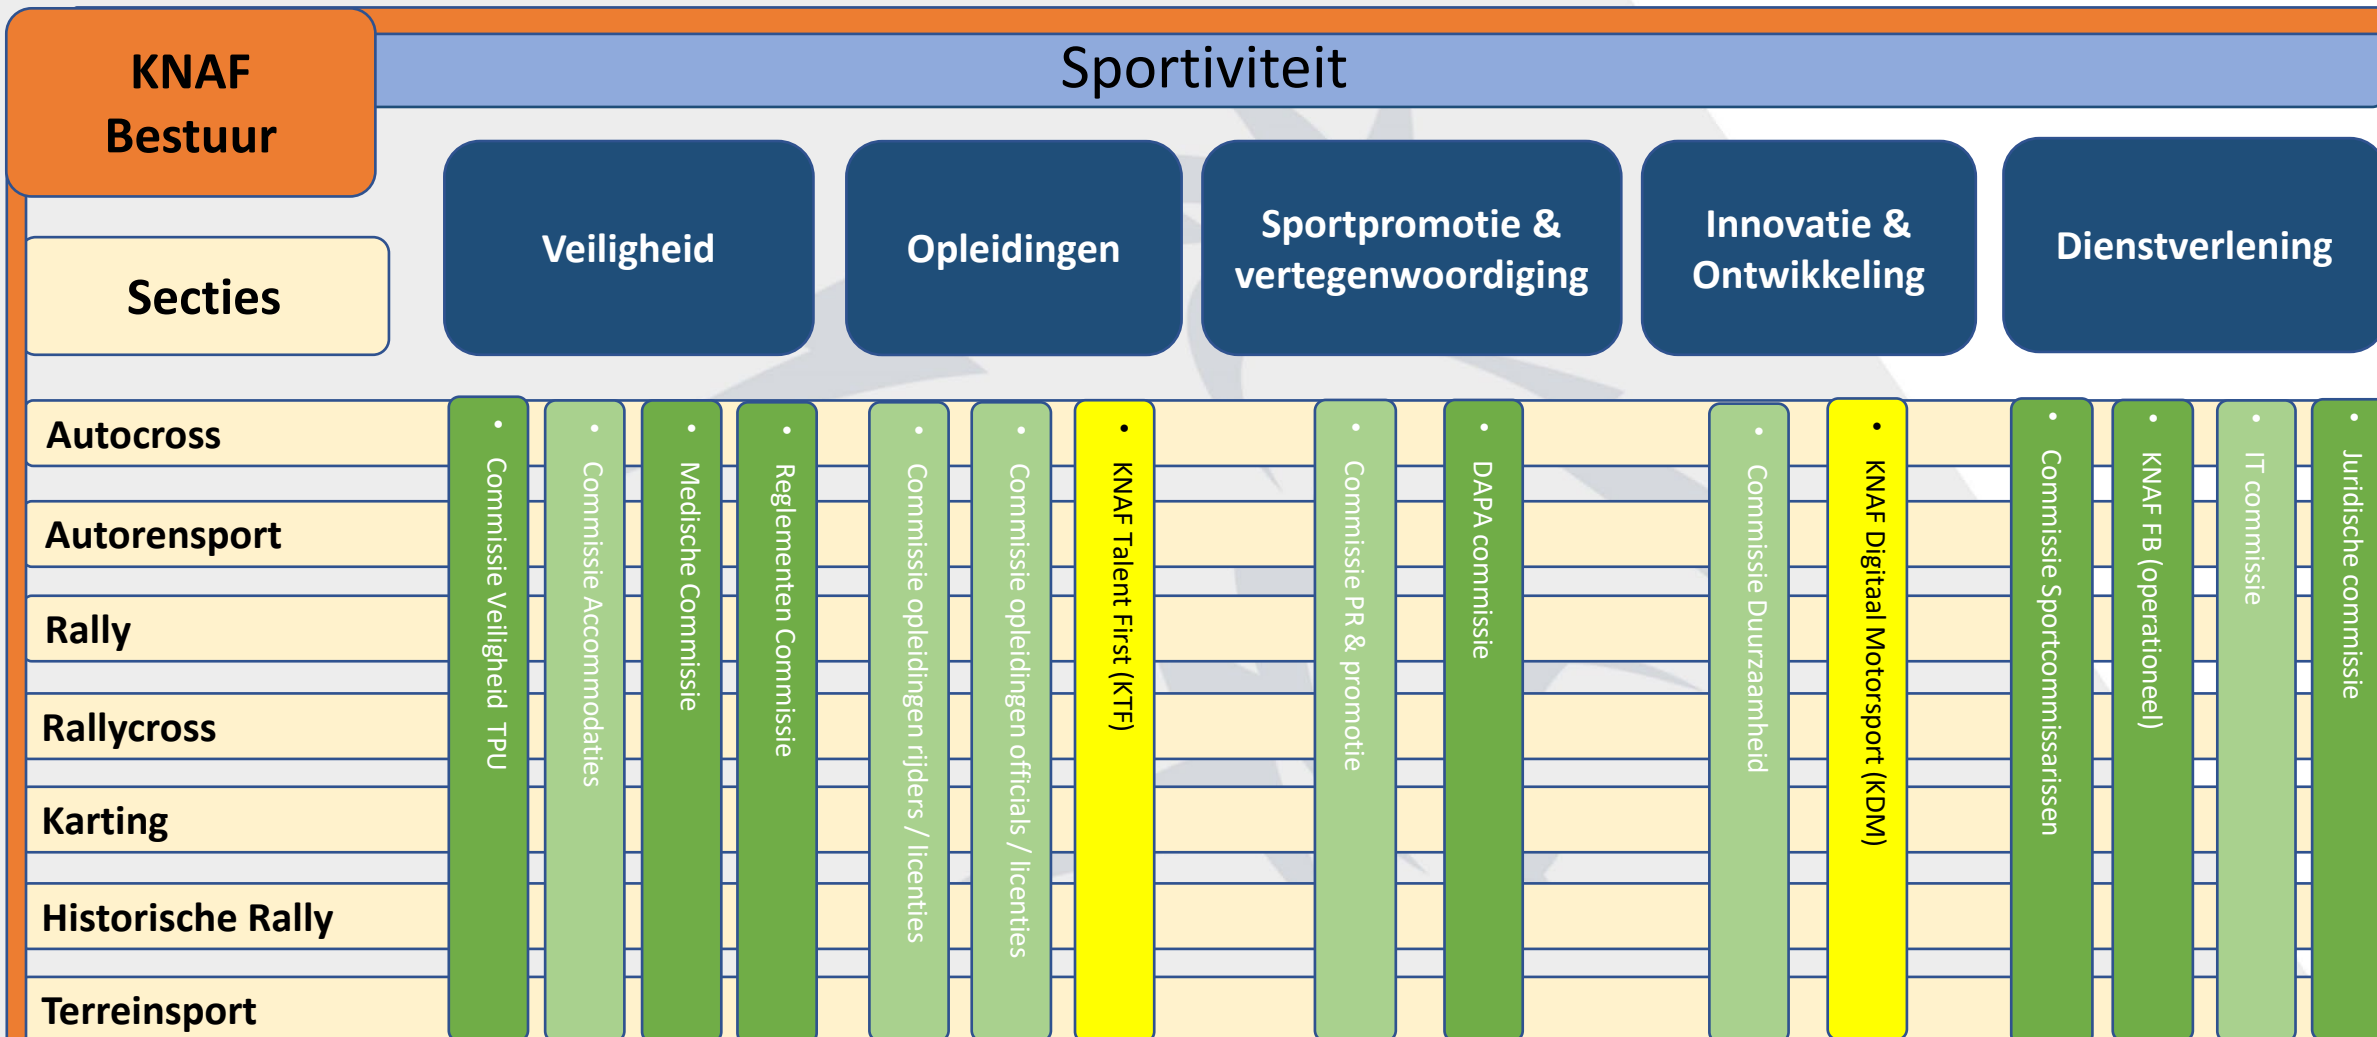 KNAF
Bestuur
Sportiviteit
Secties
Veiligheid
Opleidingen
Sportpromotie &
vertegenwoordiging
Innovatie &
Ontwikkeling
Dienstverlening
Autocross
Autorensport
Rally
Rallycross
Karting
Historische Rally
Terreinsport
• Commissie Veiligheid TPU
• Commissie Accommodaties
• Medische Commissie
• Reglementen Commissie
• Commissie opleidingen rijders / licenties
• Commissie opleidingen officials / licenties
• KNAF Talent First (KTF)
• Commissie PR & promotie
• DAPA commissie
• Commissie Duurzaamheid
• KNAF Digitaal Motorsport (KDM)
• Commissie Sportcommissarissen
• KNAF FB (operationeel)
• IT commissie
• Juridische commissie